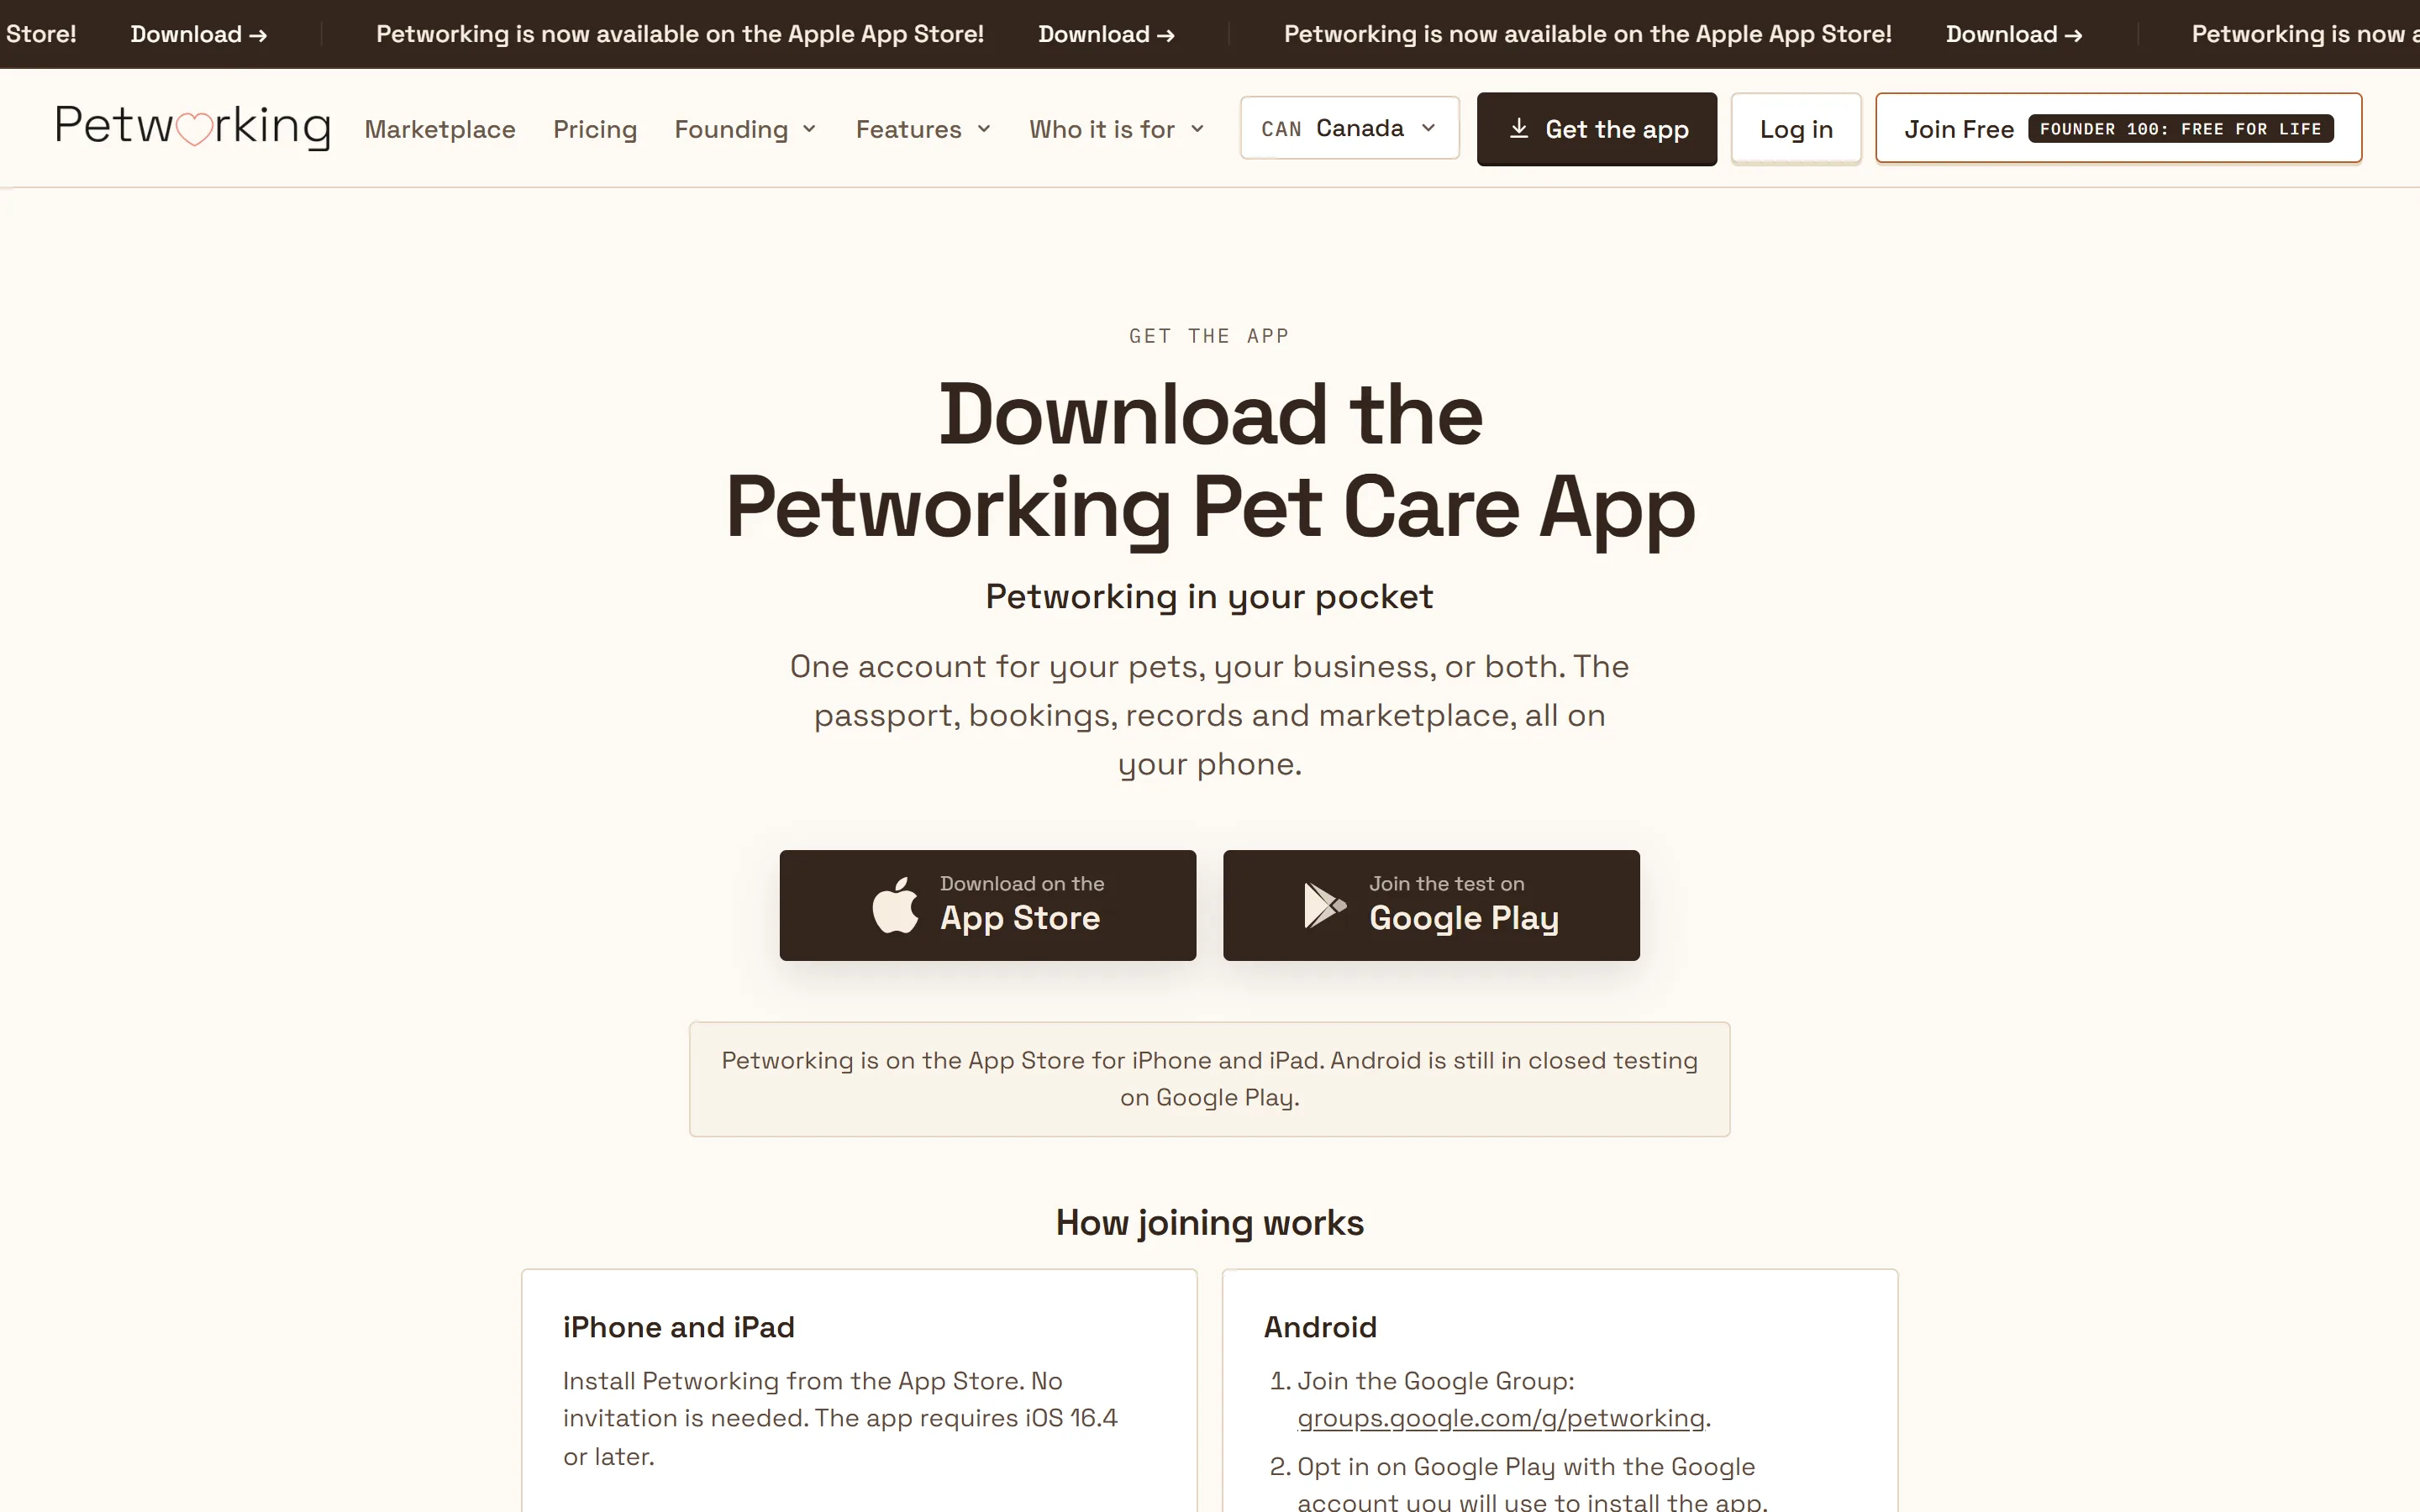 Store! Download → Petworking is now available on the Apple App Store! Download → Petworking is now available on the Apple App Store! Download → Petworking is now
Petworking Marketplace Pricing Founding Features Who it is for CAN Canada Get the app Log in Join Free FOUNDER 100: FREE FOR LIFE
GET THE APP
Download the
Petworking Pet Care App
Petworking in your pocket
One account for your pets, your business, or both. The
passport, bookings, records and marketplace, all on
your phone.
Download on the
App Store
Join the test on
Google Play
Petworking is on the App Store for iPhone and iPad. Android is still in closed testing
on Google Play.
How joining works
iPhone and iPad
Install Petworking from the App Store. No
invitation is needed. The app requires iOS 16.4
or later.
Android
1. Join the Google Group:
groups.google.com/g/petworking.
2. Opt in on Google Play with the Google
account you will use to install the app.